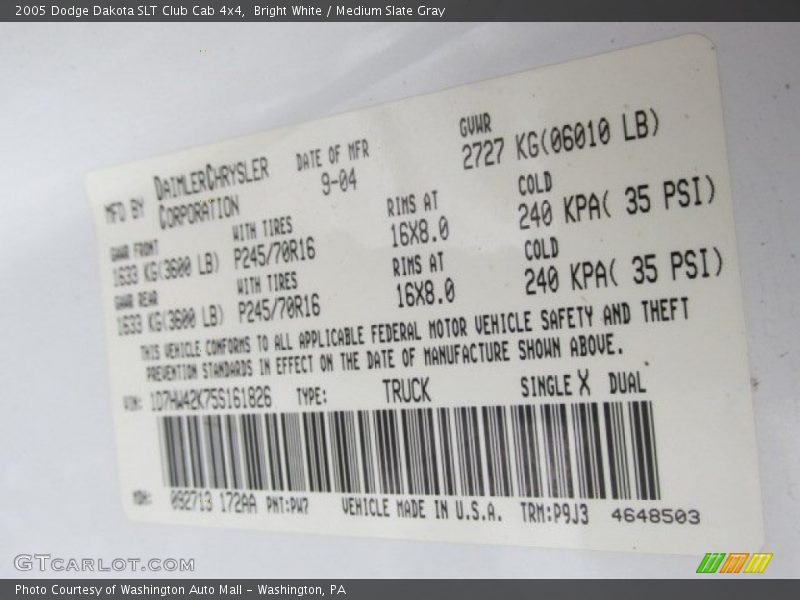 2005 Dodge Dakota SLT Club Cab 4x4,  Bright White / Medium Slate Gray
MFD BY DAIMLERCHRYSLER CORPORATION
DATE OF MFR
9-04
GVWR
2727 KG(06010 LB)
GAWR FRONT
1633 KG(3600 LB)
WITH TIRES
P245/70R16
RIMS AT
16X8.0
COLD
240 KPA( 35 PSI)
GAWR REAR
1633 KG(3600 LB)
WITH TIRES
P245/70R16
RIMS AT
16X8.0
COLD
240 KPA( 35 PSI)
THIS VEHICLE CONFORMS TO ALL APPLICABLE FEDERAL MOTOR VEHICLE SAFETY AND THEFT
PREVENTION STANDARDS IN EFFECT ON THE DATE OF MANUFACTURE SHOWN ABOVE.
VIN: 1D7HW42K75S161826 TYPE: TRUCK SINGLE X DUAL
MDH: 092713 172AA PNT:PW7 VEHICLE MADE IN U.S.A. TRM:P9J3 4648503
GTCARLOT.COM
Photo Courtesy of Washington Auto Mall - Washington, PA